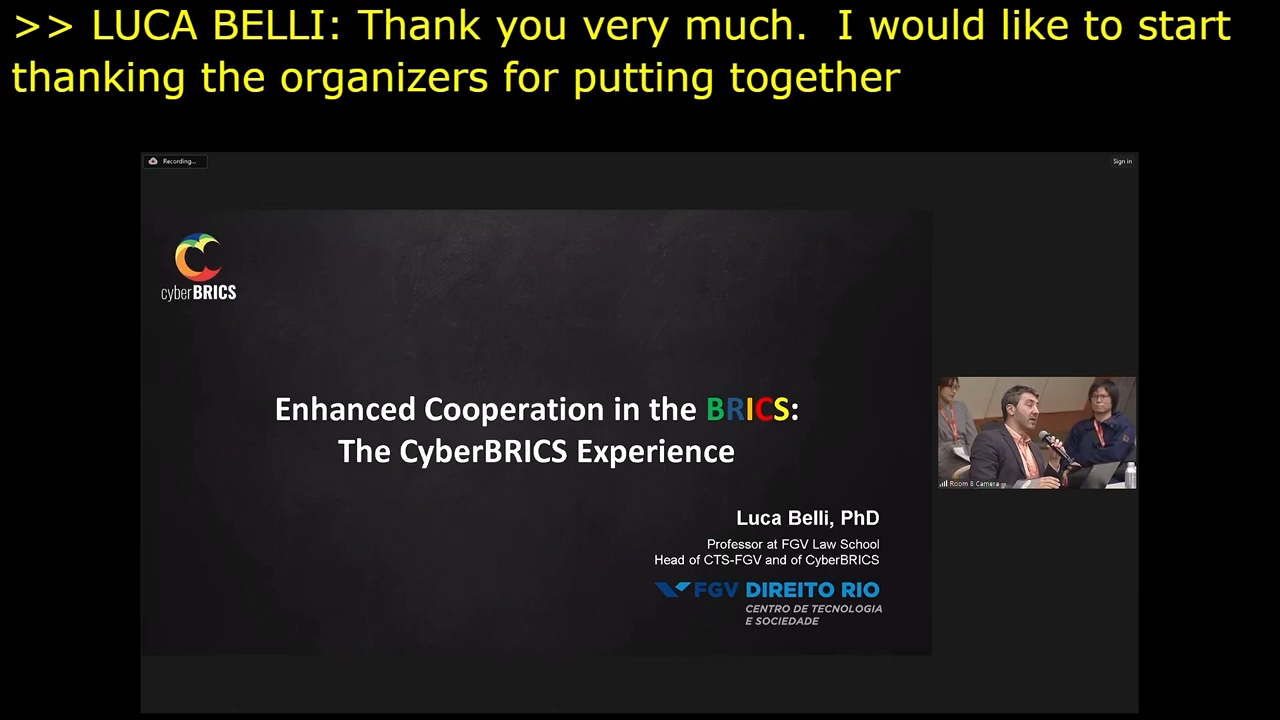 >> LUCA BELLI: Thank you very much.  I would like to start
thanking the organizers for putting together
Recording...
Sign in
cyberBRICS
Enhanced Cooperation in the BRICS:
The CyberBRICS Experience
Luca Belli, PhD
Professor at FGV Law School
Head of CTS-FGV and of CyberBRICS
FGV DIREITO RIO
CENTRO DE TECNOLOGIA
E SOCIEDADE
Room 8 Camera